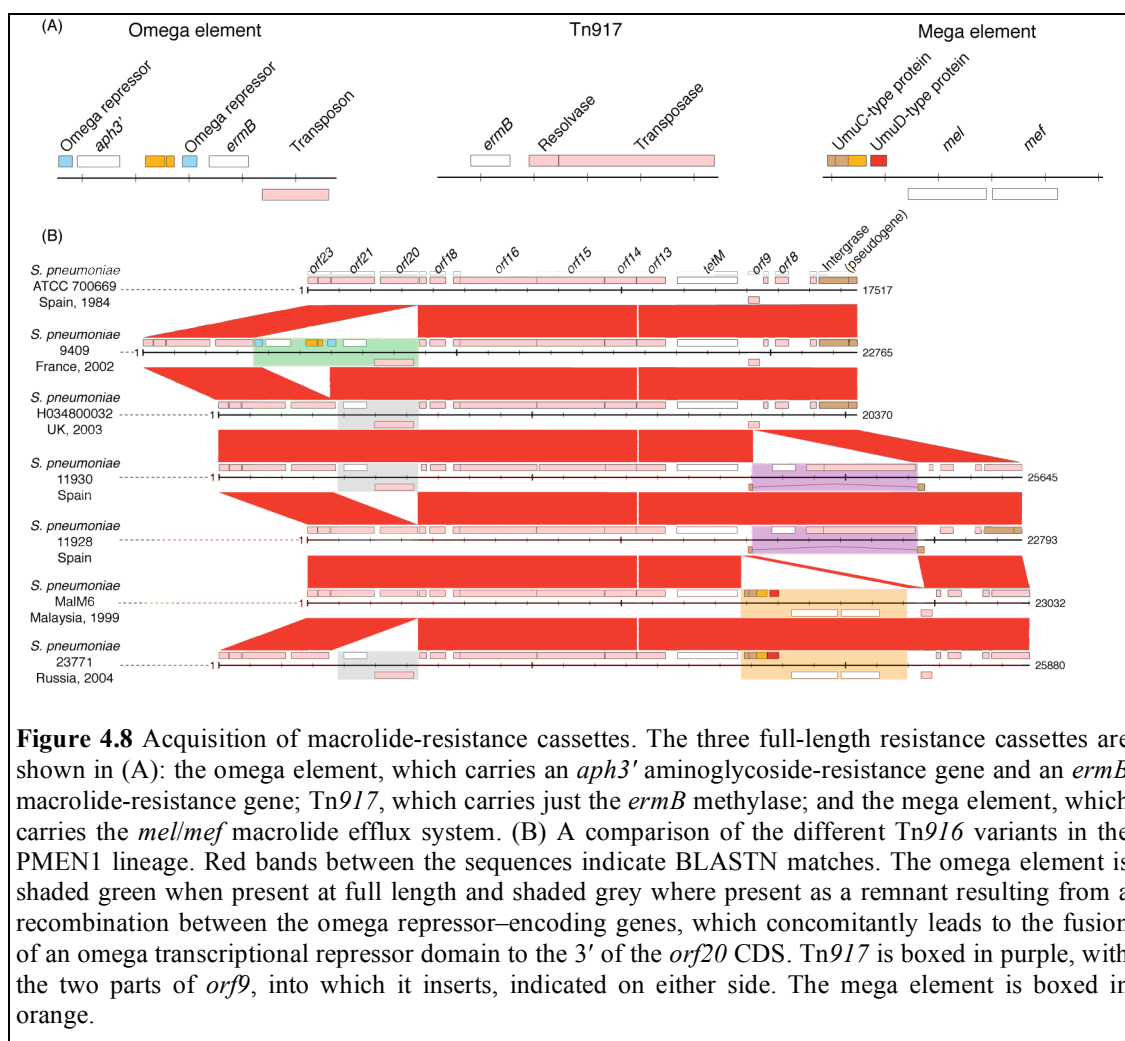 (A)
Omega element
Tn917
Mega element
Omega repressor
aph3'
Omega repressor
ermB
Transposon
ermB
Resolvase
Transposase
UmuC-type protein
UmuD-type protein
mel
mef
(B)
orf23
orf21
orf20
orf18
orf16
orf15
orf14
orf13
tetM
orf9
orf8
Intergrase
(pseudogene)
S. pneumoniae
ATCC 700669
Spain, 1984
1
17517
S. pneumoniae
9409
France, 2002
1
22765
S. pneumoniae
H034800032
UK, 2003
1
20370
S. pneumoniae
11930
Spain
1
25645
S. pneumoniae
11928
Spain
1
22793
S. pneumoniae
MalM6
Malaysia, 1999
1
23032
S. pneumoniae
23771
Russia, 2004
1
25880
Figure 4.8 Acquisition of macrolide-resistance cassettes. The three full-length resistance cassettes are
shown in (A): the omega element, which carries an aph3' aminoglycoside-resistance gene and an ermB
macrolide-resistance gene; Tn917, which carries just the ermB methylase; and the mega element, which
carries the mel/mef macrolide efflux system. (B) A comparison of the different Tn916 variants in the
PMEN1 lineage. Red bands between the sequences indicate BLASTN matches. The omega element is
shaded green when present at full length and shaded grey where present as a remnant resulting from a
recombination between the omega repressor–encoding genes, which concomitantly leads to the fusion
of an omega transcriptional repressor domain to the 3' of the orf20 CDS. Tn917 is boxed in purple, with
the two parts of orf9, into which it inserts, indicated on either side. The mega element is boxed in
orange.